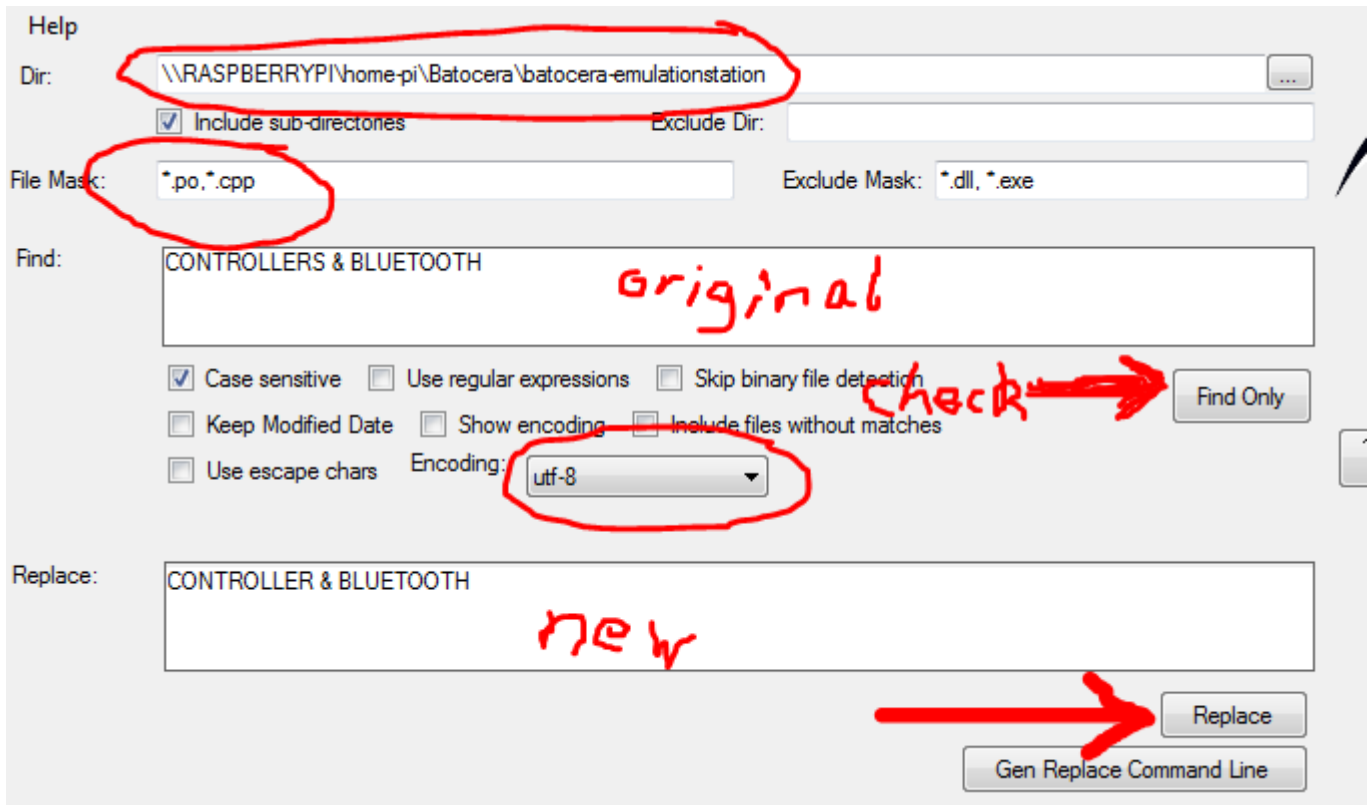 Help
Dir: \\RASPBERRYPI\home-pi\Batocera\batocera-emulationstation ...
Include sub-directories Exclude Dir:
File Mask: *.po,*.cpp Exclude Mask: *.dll, *.exe
Find: CONTROLLERS & BLUETOOTH
original
Case sensitive Use regular expressions Skip binary file detection
check Find Only
Keep Modified Date Show encoding Include files without matches
Use escape chars Encoding: utf-8
Replace: CONTROLLER & BLUETOOTH
new
Replace
Gen Replace Command Line